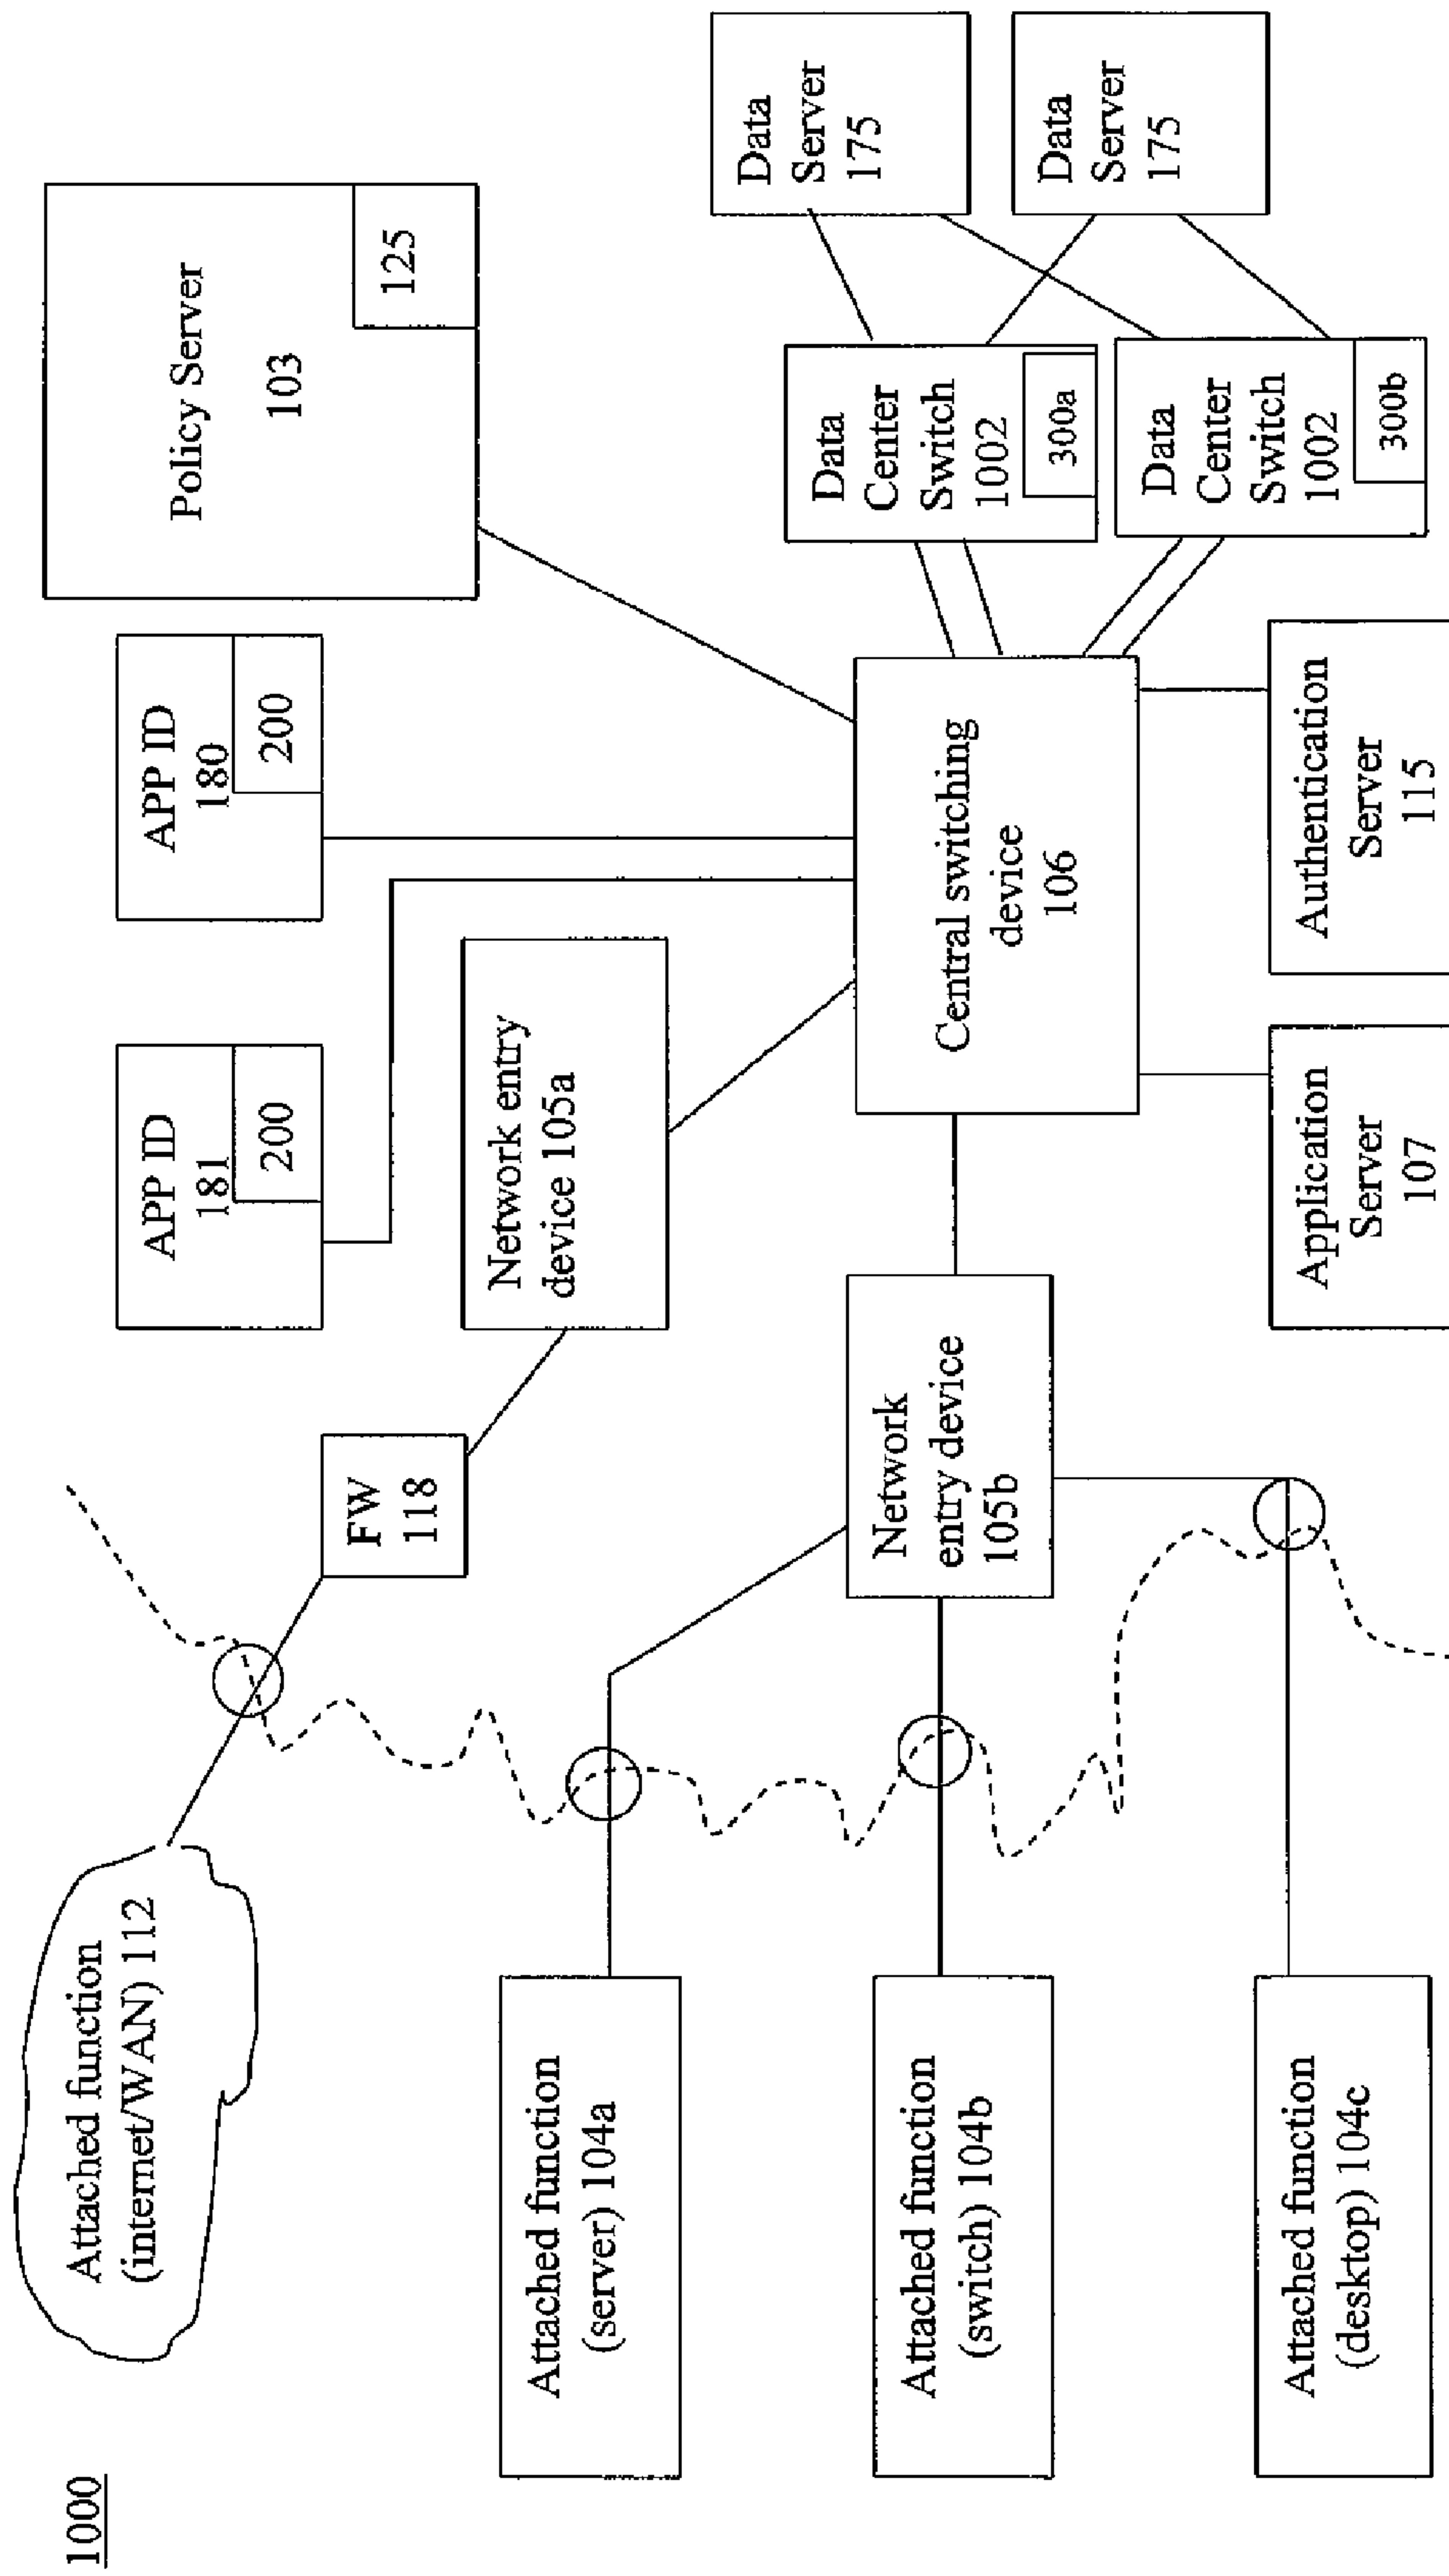 1000
Attached function
(internet/WAN) 112
Attached function
(server) 104a
Attached function
(switch) 104b
Attached function
(desktop) 104c
FW
118
Network entry
device 105a
Network
entry device
105b
APP ID
181
200
APP ID
180
200
Policy Server
103
125
Central switching
device
106
Application
Server
107
Authentication
Server
115
Data
Center
Switch
1002
300a
Data
Center
Switch
1002
300b
Data
Server
175
Data
Server
175